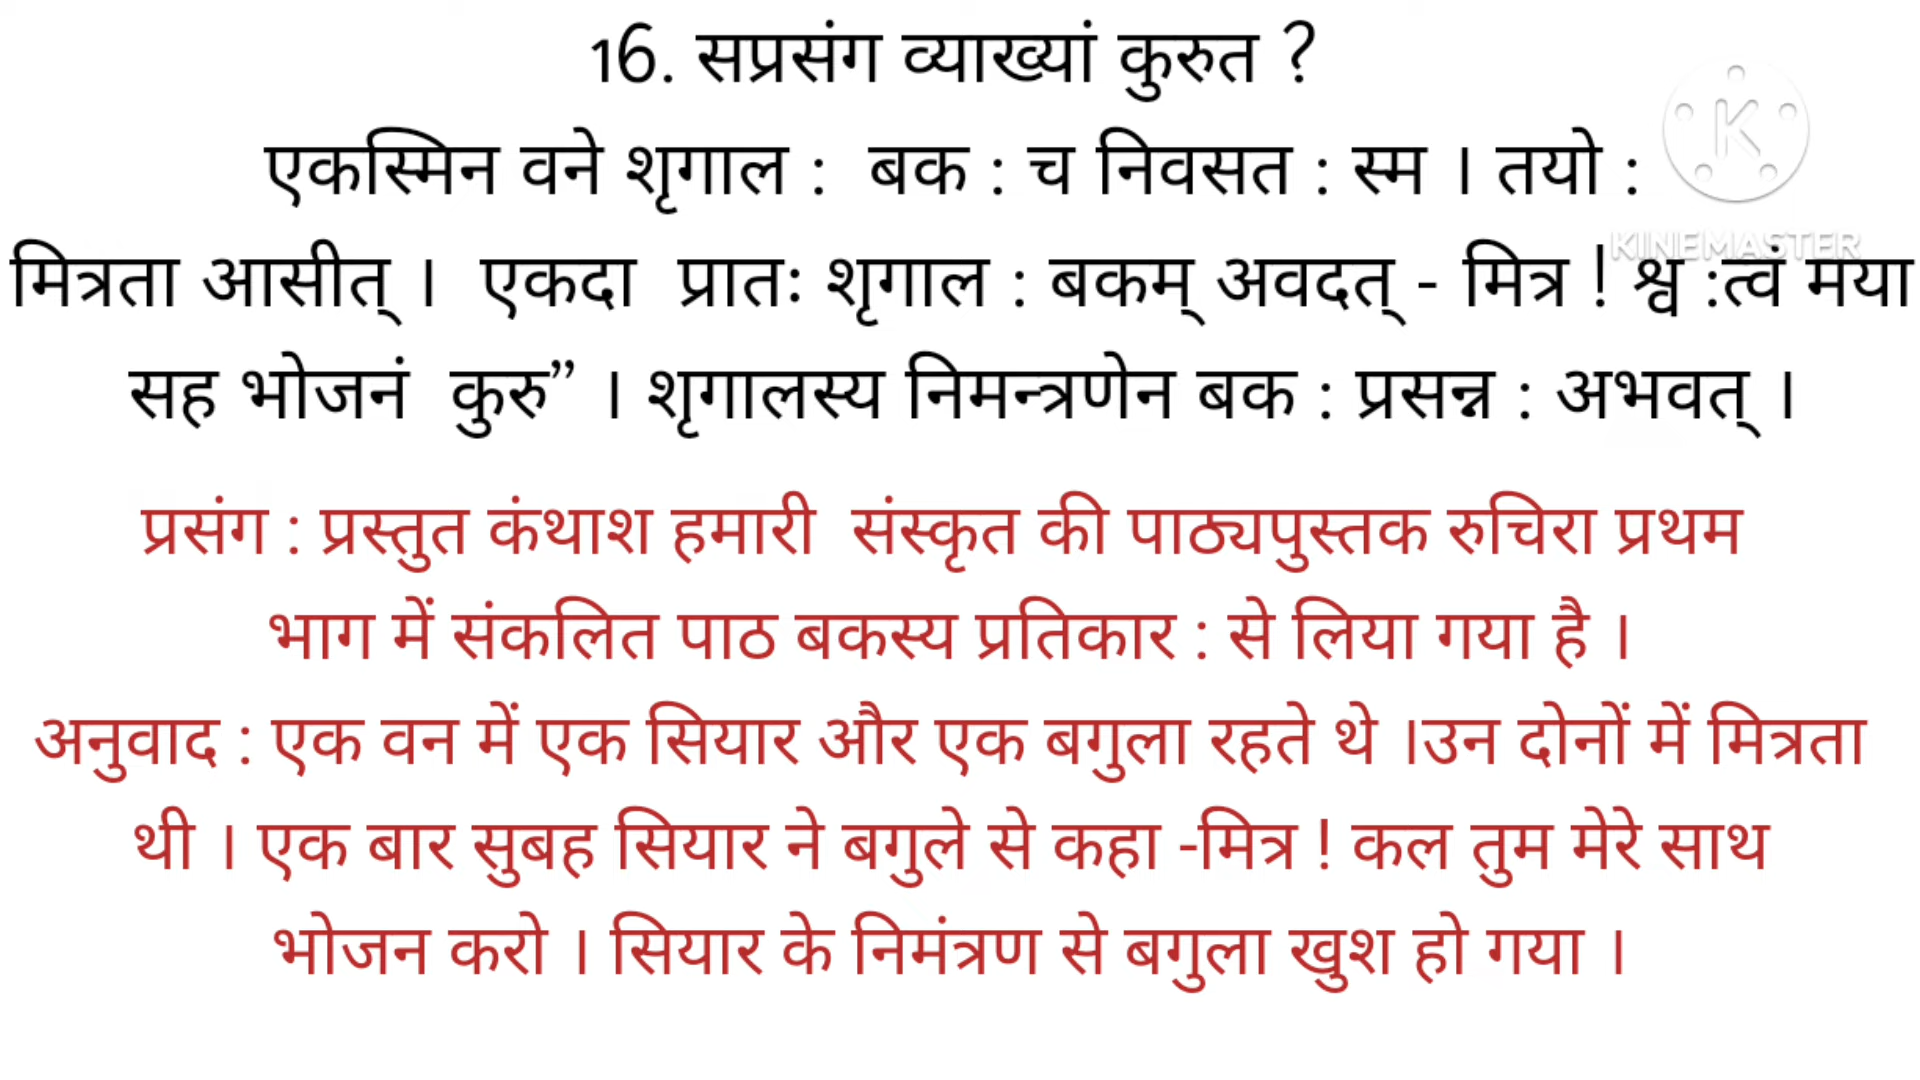 16. सप्रसंग व्याख्यां कुरुत ?
एकस्मिन वने शृगाल : बक : च निवसत : स्म । तयो :
मित्रता आसीत् । एकदा प्रातः शृगाल : बकम् अवदत् - मित्र ! श्व :त्वं मया
सह भोजनं कुरु” । शृगालस्य निमन्त्रणेन बक : प्रसन्न : अभवत् ।
प्रसंग : प्रस्तुत कंथाश हमारी संस्कृत की पाठ्यपुस्तक रुचिरा प्रथम
भाग में संकलित पाठ बकस्य प्रतिकार : से लिया गया है ।
अनुवाद : एक वन में एक सियार और एक बगुला रहते थे ।उन दोनों में मित्रता
थी । एक बार सुबह सियार ने बगुले से कहा -मित्र ! कल तुम मेरे साथ
भोजन करो । सियार के निमंत्रण से बगुला खुश हो गया ।
K
KINEMASTER